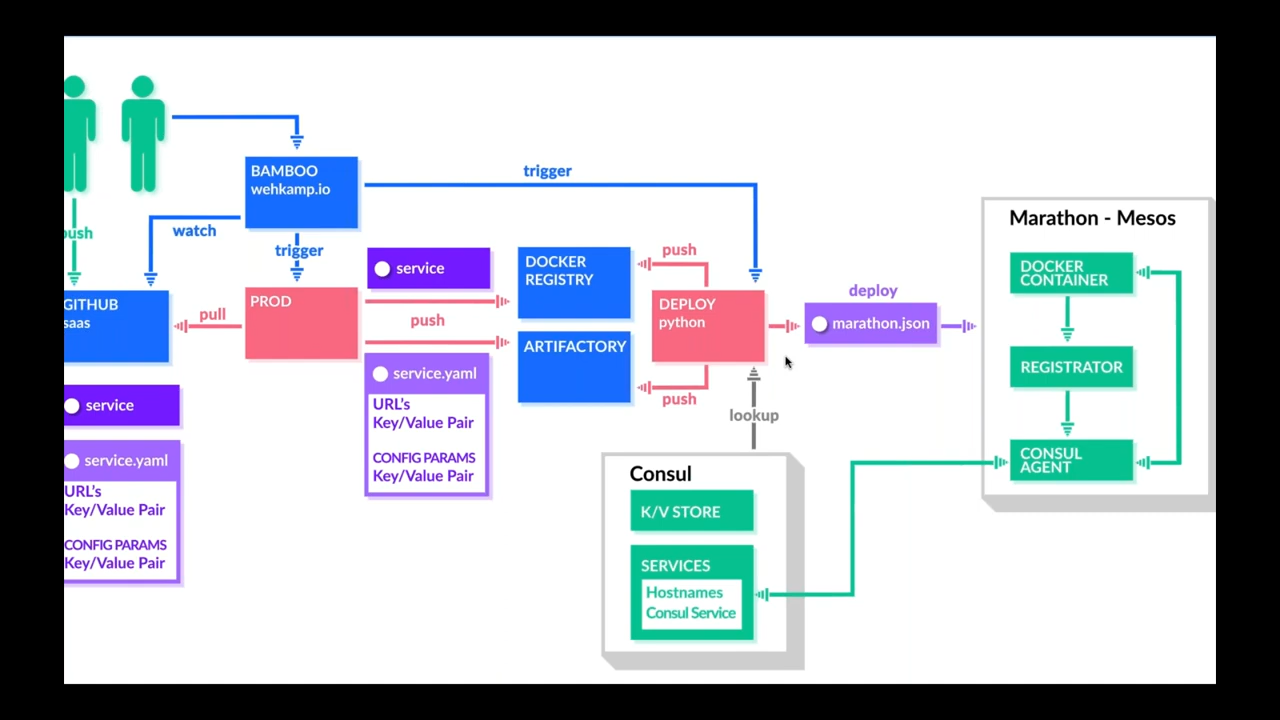 BAMBOO
wehkamp.io
trigger
watch
trigger
push
GITHUB
saas
pull
PROD
service
push
DOCKER
REGISTRY
ARTIFACTORY
push
DEPLOY
python
push
deploy
marathon.json
Marathon - Mesos
DOCKER
CONTAINER
REGISTRATOR
CONSUL
AGENT
service
service.yaml
URL's
Key/Value Pair
CONFIG PARAMS
Key/Value Pair
service.yaml
URL's
Key/Value Pair
CONFIG PARAMS
Key/Value Pair
lookup
Consul
K/V STORE
SERVICES
Hostnames
Consul Service